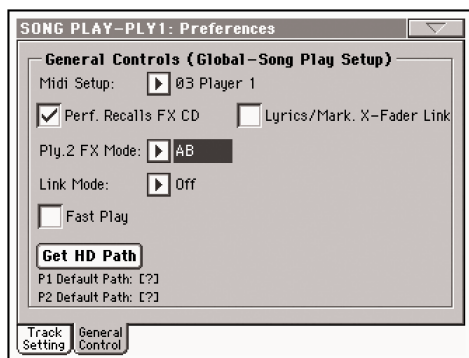 SONG PLAY-PLY1: Preferences
General Controls (Global-Song Play Setup)
Midi Setup: 03 Player 1
Perf. Recalls FX CD Lyrics/Mark. X-Fader Link
Ply.2 FX Mode: AB
Link Mode: Off
Fast Play
Get HD Path
P1 Default Path: [?]
P2 Default Path: [?]
Track Setting General Control